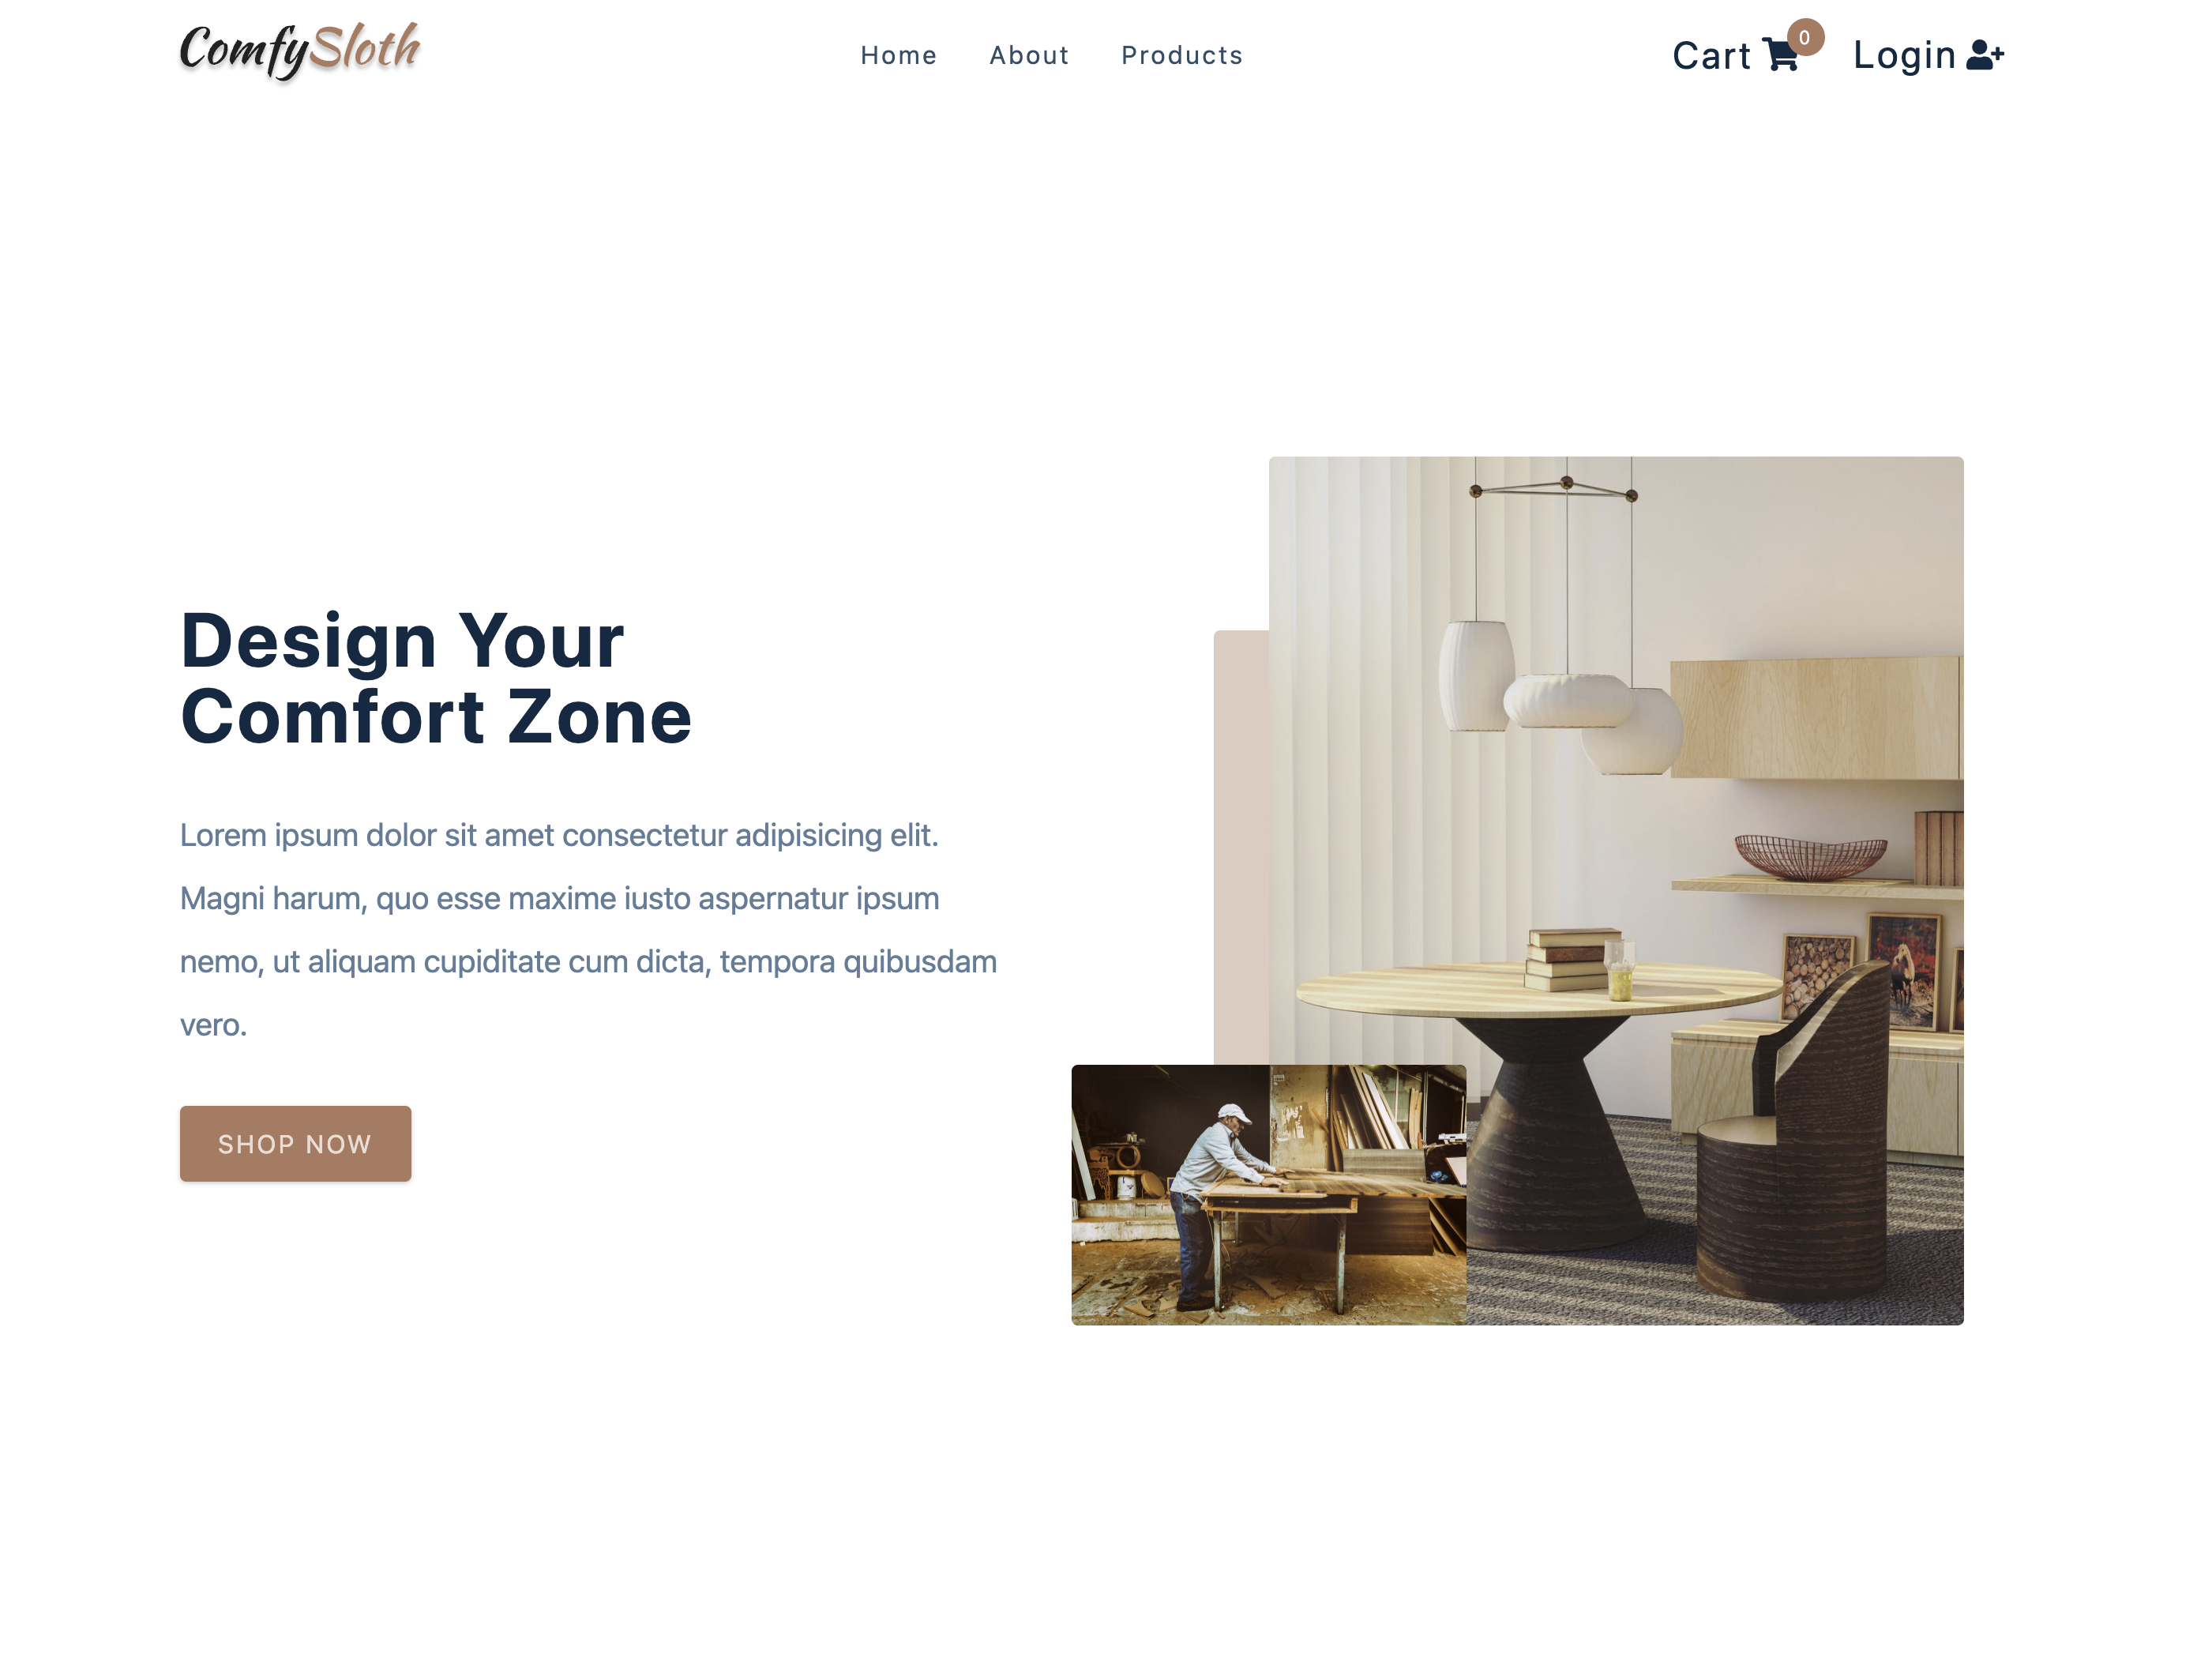 ComfySloth
Home About Products
Cart 0 Login
Design Your
Comfort Zone
Lorem ipsum dolor sit amet consectetur adipisicing elit.
Magni harum, quo esse maxime iusto aspernatur ipsum
nemo, ut aliquam cupiditate cum dicta, tempora quibusdam
vero.
SHOP NOW